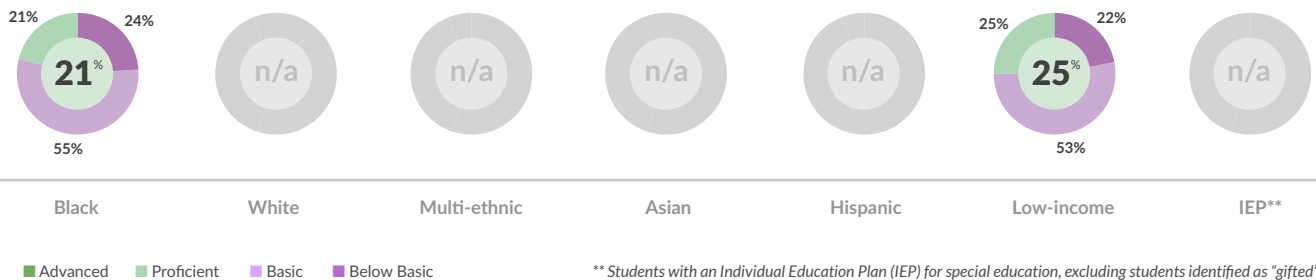 21% 24% 25% 22%
21% n/a n/a n/a n/a 25% n/a
55% 53%
Black White Multi-ethnic Asian Hispanic Low-income IEP**
Advanced Proficient Basic Below Basic ** Students with an Individual Education Plan (IEP) for special education, excluding students identified as “gifted